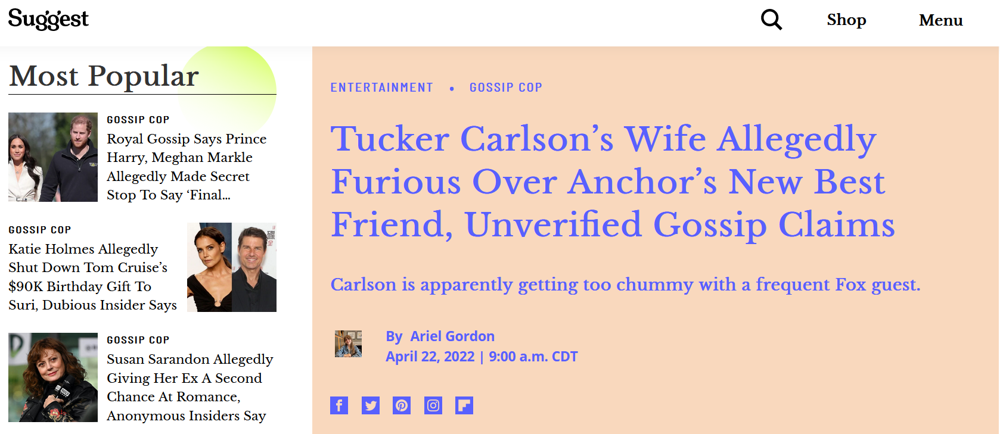 Suggest
Shop
Menu
Most Popular
GOSSIP COP
Royal Gossip Says Prince
Harry, Meghan Markle
Allegedly Made Secret
Stop To Say ‘Final...
GOSSIP COP
Katie Holmes Allegedly
Shut Down Tom Cruise’s
$90K Birthday Gift To
Suri, Dubious Insider Says
GOSSIP COP
Susan Sarandon Allegedly
Giving Her Ex A Second
Chance At Romance,
Anonymous Insiders Say
ENTERTAINMENT • GOSSIP COP
Tucker Carlson’s Wife Allegedly
Furious Over Anchor’s New Best
Friend, Unverified Gossip Claims
Carlson is apparently getting too chummy with a frequent Fox guest.
By Ariel Gordon
April 22, 2022 | 9:00 a.m. CDT